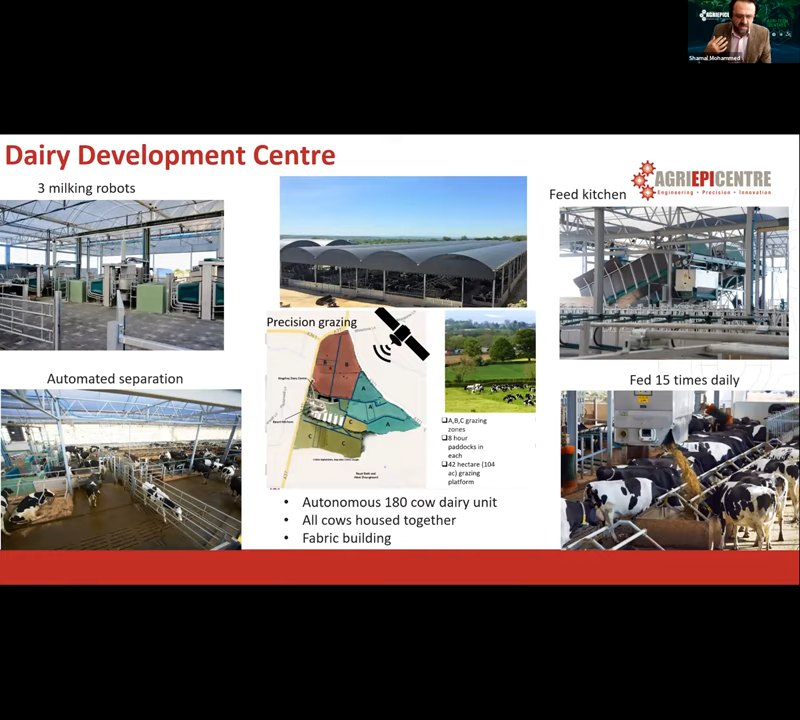 AGRIEPICE
Shamal Mohammed
Dairy Development Centre
3 milking robots
Feed kitchen
AGRIEPICENTRE
Engineering • Precision • Innovation
Precision grazing
B
B
A
A
A
C
C
C
Automated separation
Fed 15 times daily
❑A,B,C grazing
zones
❑8 hour
paddocks in
each
❑42 hectare (104
ac) grazing
platform
• Autonomous 180 cow dairy unit
• All cows housed together
• Fabric building